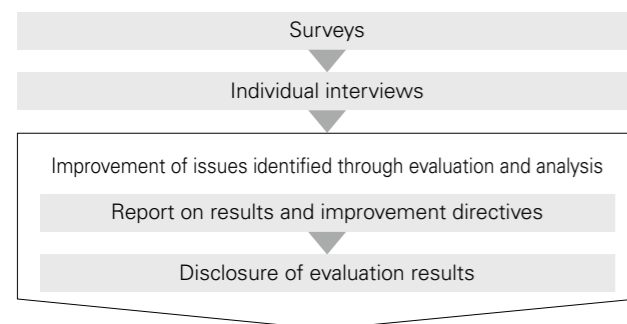 Surveys
Individual interviews
Improvement of issues identified through evaluation and analysis
Report on results and improvement directives
Disclosure of evaluation results